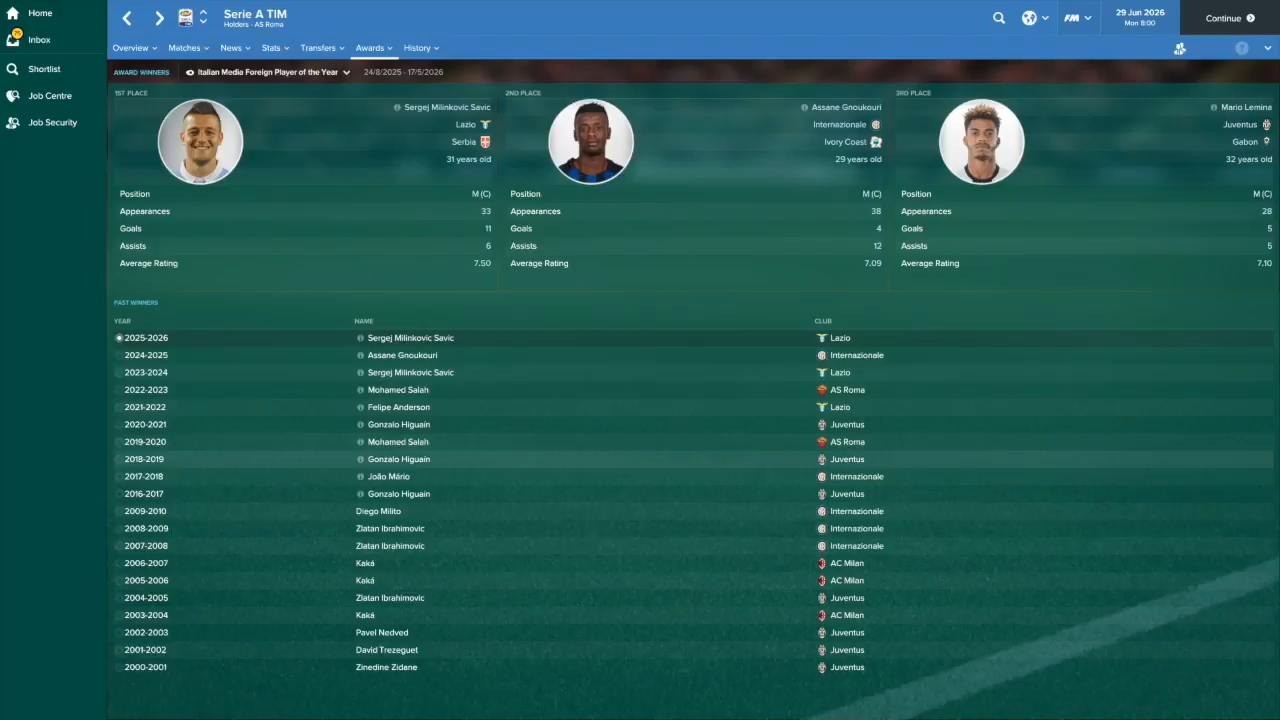 Home
Inbox
Shortlist
Job Centre
Job Security
Serie A TIM
Holders - AS Roma
FM
29 Jun 2026
Mon 8:00
Continue
Overview Matches News Stats Transfers Awards History
AWARD WINNERS Italian Media Foreign Player of the Year 24/8/2025 - 17/5/2026
1ST PLACE
Sergej Milinkovic Savic
Lazio
Serbia
31 years old
Position M (C)
Appearances 33
Goals 11
Assists 6
Average Rating 7.50
2ND PLACE
Assane Gnoukouri
Internazionale
Ivory Coast
29 years old
Position M (C)
Appearances 38
Goals 4
Assists 12
Average Rating 7.09
3RD PLACE
Mario Lemina
Juventus
Gabon
32 years old
Position M (C)
Appearances 28
Goals 5
Assists 5
Average Rating 7.10
PAST WINNERS
YEAR NAME CLUB
2025-2026 Sergej Milinkovic Savic Lazio
2024-2025 Assane Gnoukouri Internazionale
2023-2024 Sergej Milinkovic Savic Lazio
2022-2023 Mohamed Salah AS Roma
2021-2022 Felipe Anderson Lazio
2020-2021 Gonzalo Higuaín Juventus
2019-2020 Mohamed Salah AS Roma
2018-2019 Gonzalo Higuaín Juventus
2017-2018 João Mário Internazionale
2016-2017 Gonzalo Higuaín Juventus
2009-2010 Diego Milito Internazionale
2008-2009 Zlatan Ibrahimovic Internazionale
2007-2008 Zlatan Ibrahimovic Internazionale
2006-2007 Kaká AC Milan
2005-2006 Kaká AC Milan
2004-2005 Zlatan Ibrahimovic Juventus
2003-2004 Kaká AC Milan
2002-2003 Pavel Nedved Juventus
2001-2002 David Trezeguet Juventus
2000-2001 Zinedine Zidane Juventus